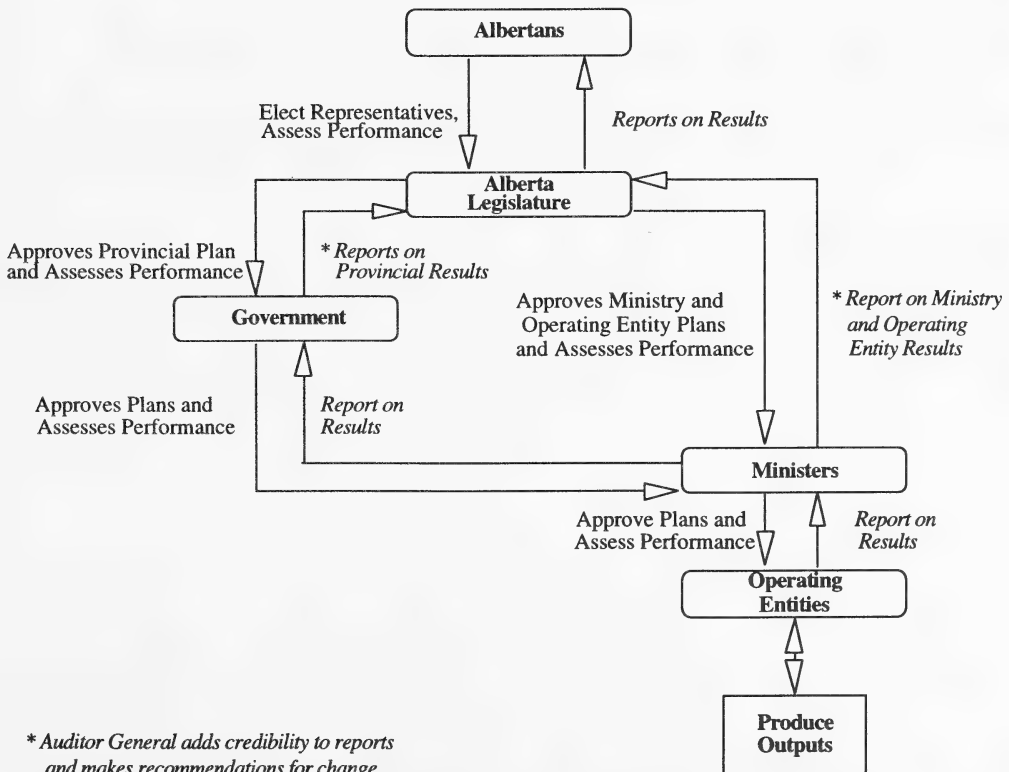 Albertans
Elect Representatives,
Assess Performance
Reports on Results
Alberta
Legislature
Approves Provincial Plan
and Assesses Performance
* Reports on
Provincial Results
Government
Approves Ministry and
Operating Entity Plans
and Assesses Performance
* Report on Ministry
and Operating
Entity Results
Approves Plans and
Assesses Performance
Report on
Results
Ministers
Approve Plans and
Assess Performance
Report on
Results
Operating
Entities
Produce
Outputs
* Auditor General adds credibility to reports
and makes recommendations for change